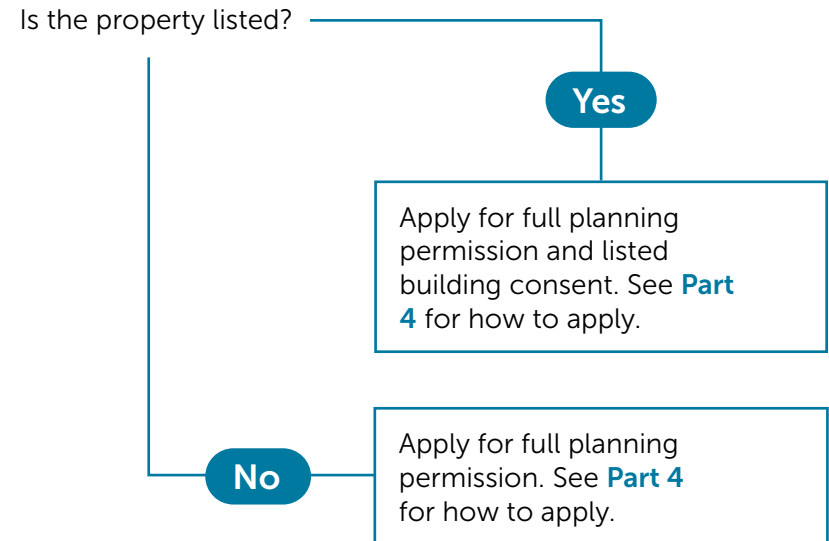 Is the property listed?
Yes
Apply for full planning
permission and listed
building consent. See Part
4 for how to apply.
No
Apply for full planning
permission. See Part 4
for how to apply.